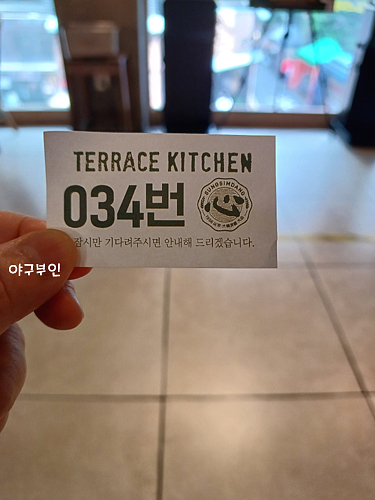 TERRACE KITCHEN
034번
SUNGSIMDANG
잠시만 기다려주시면 안내해 드리겠습니다.
야구부인